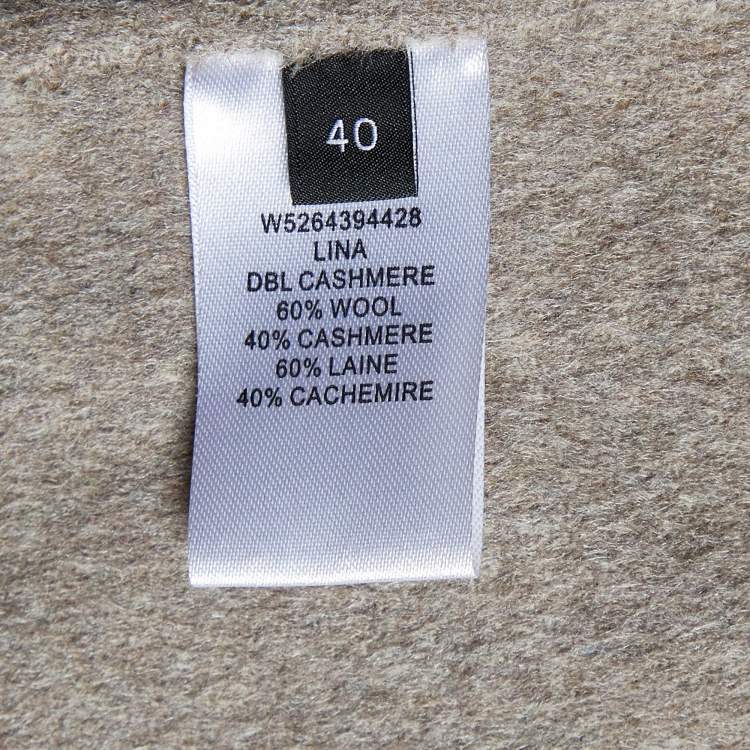 40
W5264394428
LINA
DBL CASHMERE
60% WOOL
40% CASHMERE
60% LAINE
40% CACHEMIRE